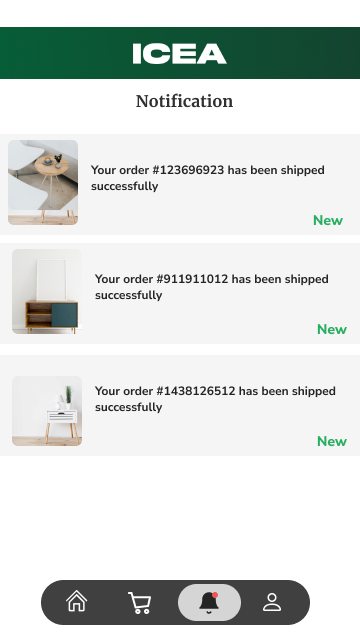 ICEA
Notification
Your order #123696923 has been shipped
successfully
New
Your order #911911012 has been shipped
successfully
New
Your order #1438126512 has been shipped
successfully
New